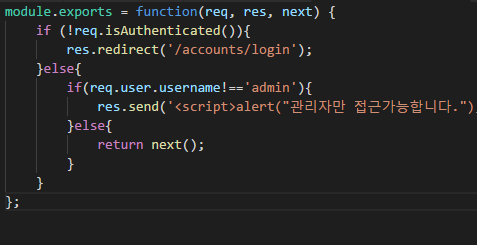 module.exports = function(req, res, next) {
    if (!req.isAuthenticated()){
        res.redirect('/accounts/login');
    }else{
        if(req.user.username!=='admin'){
            res.send('<script>alert("관리자만 접근가능합니다.")
        }else{
            return next();
        }
    }
};